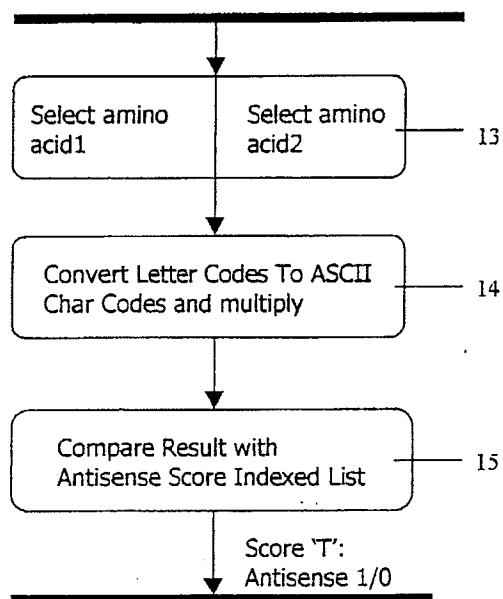 Select amino
acid1
Select amino
acid2
13
Convert Letter Codes To ASCII
Char Codes and multiply
14
Compare Result with
Antisense Score Indexed List
15
Score 'T':
Antisense 1/0